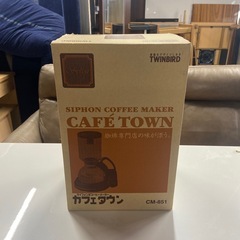 TWINBIRD
SIPHON COFFEE MAKER
CAFÉ TOWN
カフェタウン
CM-851